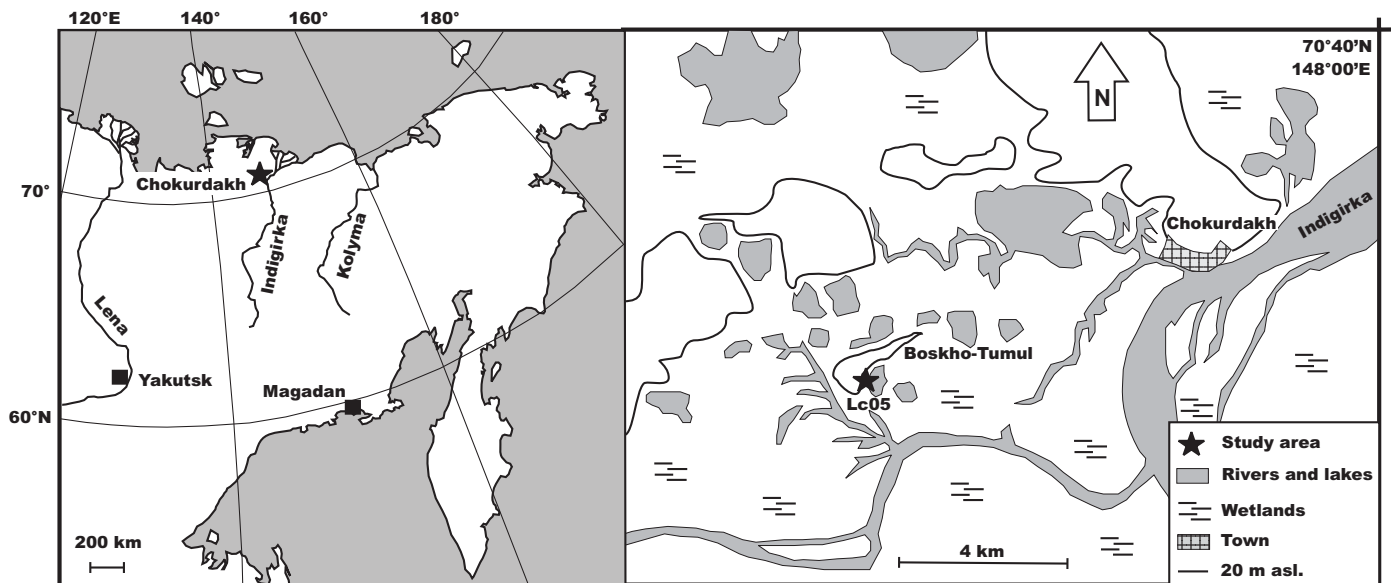 120°E 140° 160° 180°
70°
60°N
Chokurdakh
Indigirka
Kolyma
Lena
Yakutsk
Magadan
200 km
70°40'N
148°00'E
N
Chokurdakh
Indigirka
Boskho-Tumul
Lc05
4 km
Study area
Rivers and lakes
Wetlands
Town
20 m asl.